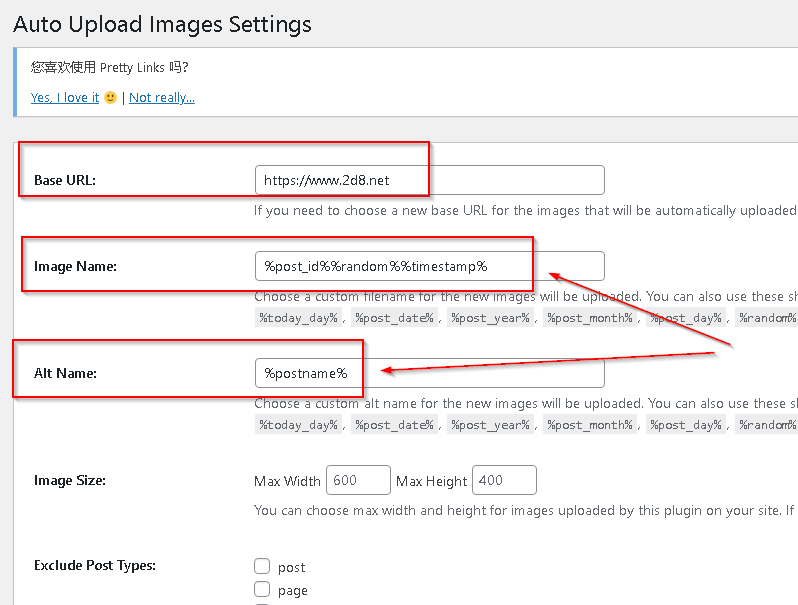 Auto Upload Images Settings
您喜欢使用 Pretty Links 吗?
Yes, I love it 🙂 | Not really...
Base URL: https://www.2d8.net
If you need to choose a new base URL for the images that will be automatically uploaded
Image Name: %post_id%%random%%timestamp%
Choose a custom filename for the new images will be uploaded. You can also use these sh
%today_day% , %post_date% , %post_year% , %post_month% , %post_day% , %random%
Alt Name: %postname%
Choose a custom alt name for the new images will be uploaded. You can also use these sh
%today_day% , %post_date% , %post_year% , %post_month% , %post_day% , %random%
Image Size: Max Width 600 Max Height 400
You can choose max width and height for images uploaded by this plugin on your site. If
Exclude Post Types: post
page